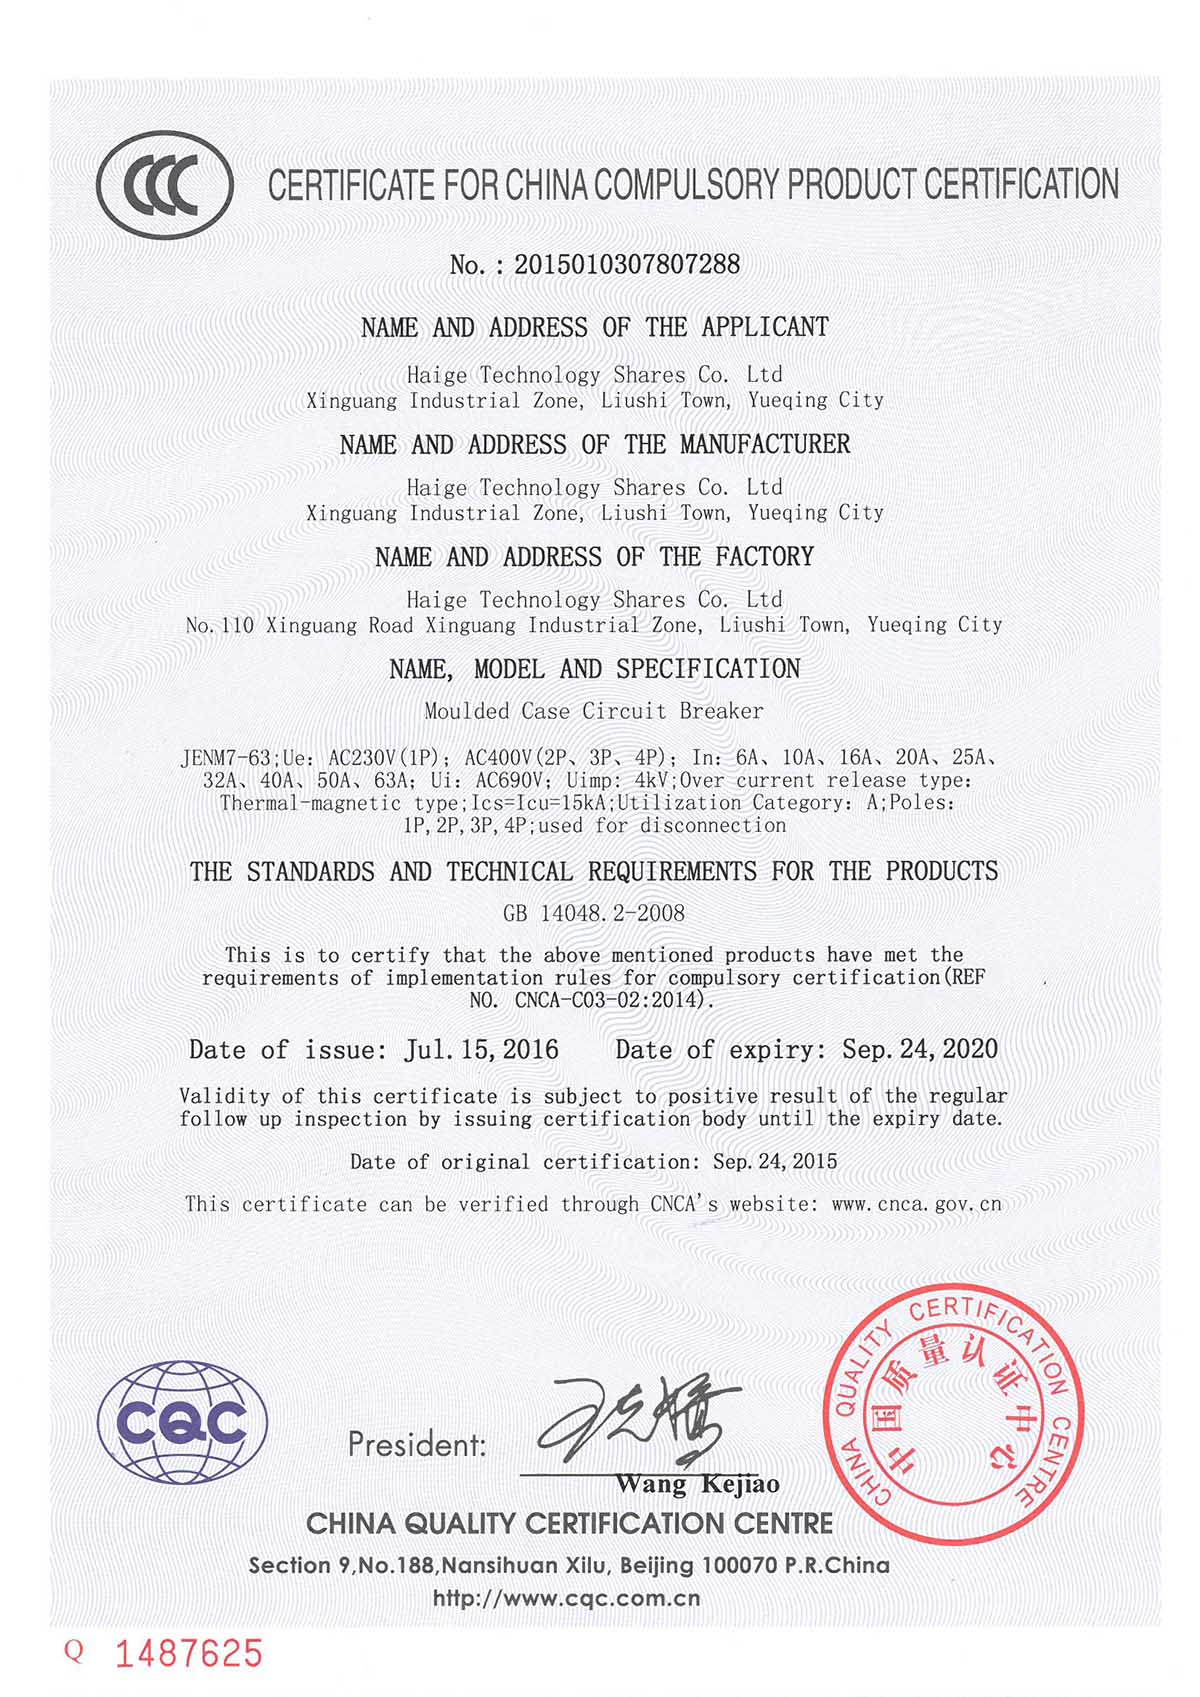 CCC
CERTIFICATE FOR CHINA COMPULSORY PRODUCT CERTIFICATION
No. : 2015010307807288
NAME AND ADDRESS OF THE APPLICANT
Haige Technology Shares Co. Ltd
Xinguang Industrial Zone, Liushi Town, Yueqing City
NAME AND ADDRESS OF THE MANUFACTURER
Haige Technology Shares Co. Ltd
Xinguang Industrial Zone, Liushi Town, Yueqing City
NAME AND ADDRESS OF THE FACTORY
Haige Technology Shares Co. Ltd
No.110 Xinguang Road Xinguang Industrial Zone, Liushi Town, Yueqing City
NAME, MODEL AND SPECIFICATION
Moulded Case Circuit Breaker
JENM7-63;Ue: AC230V(1P); AC400V(2P、3P、4P); In: 6A、10A、16A、20A、25A、
32A、40A、50A、63A; Ui: AC690V; Uimp: 4kV;Over current release type:
Thermal-magnetic type;Ics=Icu=15kA;Utilization Category: A;Poles:
1P,2P,3P,4P;used for disconnection
THE STANDARDS AND TECHNICAL REQUIREMENTS FOR THE PRODUCTS
GB 14048.2-2008
This is to certify that the above mentioned products have met the
requirements of implementation rules for compulsory certification(REF
NO. CNCA-C03-02:2014).
Date of issue: Jul.15,2016 Date of expiry: Sep.24,2020
Validity of this certificate is subject to positive result of the regular
follow up inspection by issuing certification body until the expiry date.
Date of original certification: Sep.24,2015
This certificate can be verified through CNCA's website: www.cnca.gov.cn
CHINA QUALITY CERTIFICATION CENTRE
中国质量认证中心
CQC
President:
Wang Kejiao
CHINA QUALITY CERTIFICATION CENTRE
Section 9,No.188,Nansihuan Xilu, Beijing 100070 P.R.China
http://www.cqc.com.cn
Q 1487625